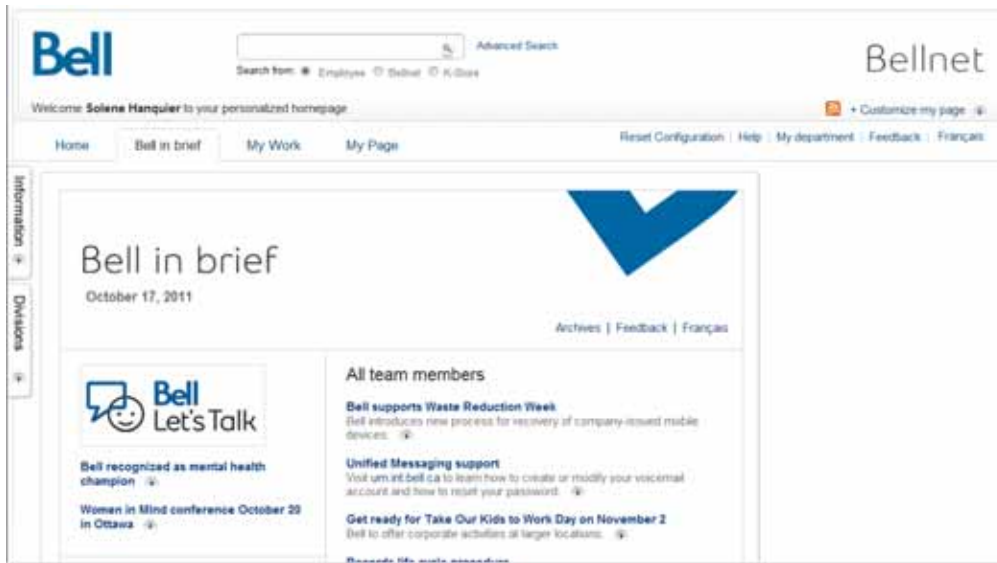 Bell
Advanced Search
Bellnet
Search from: Employee Bellnet K-Store
Welcome Solene Hanquier to your personalized homepage
+ Customize my page
Home Bell in brief My Work My Page
Reset Configuration | Help | My department | Feedback | Français
Information
Divisions
Bell in brief
October 17, 2011
Archives | Feedback | Français
Bell
Let's Talk
Bell recognized as mental health
champion
Women in Mind conference October 20
in Ottawa
All team members
Bell supports Waste Reduction Week
Bell introduces new process for recovery of company-issued mobile
devices.
Unified Messaging support
Visit um.int.bell.ca to learn how to create or modify your voicemail
account and how to reset your password.
Get ready for Take Our Kids to Work Day on November 2
Bell to offer corporate activities at larger locations.
Records life cycle procedure